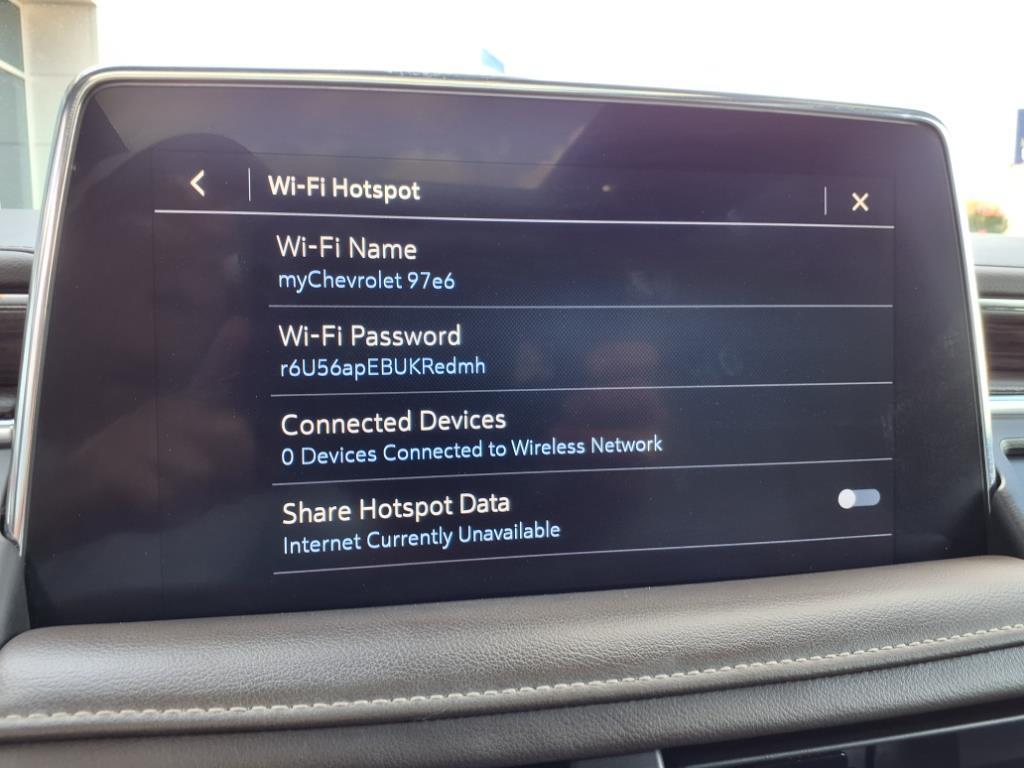 Wi-Fi Hotspot
Wi-Fi Name
myChevrolet 97e6
Wi-Fi Password
r6U56apEBUKRedmh
Connected Devices
0 Devices Connected to Wireless Network
Share Hotspot Data
Internet Currently Unavailable